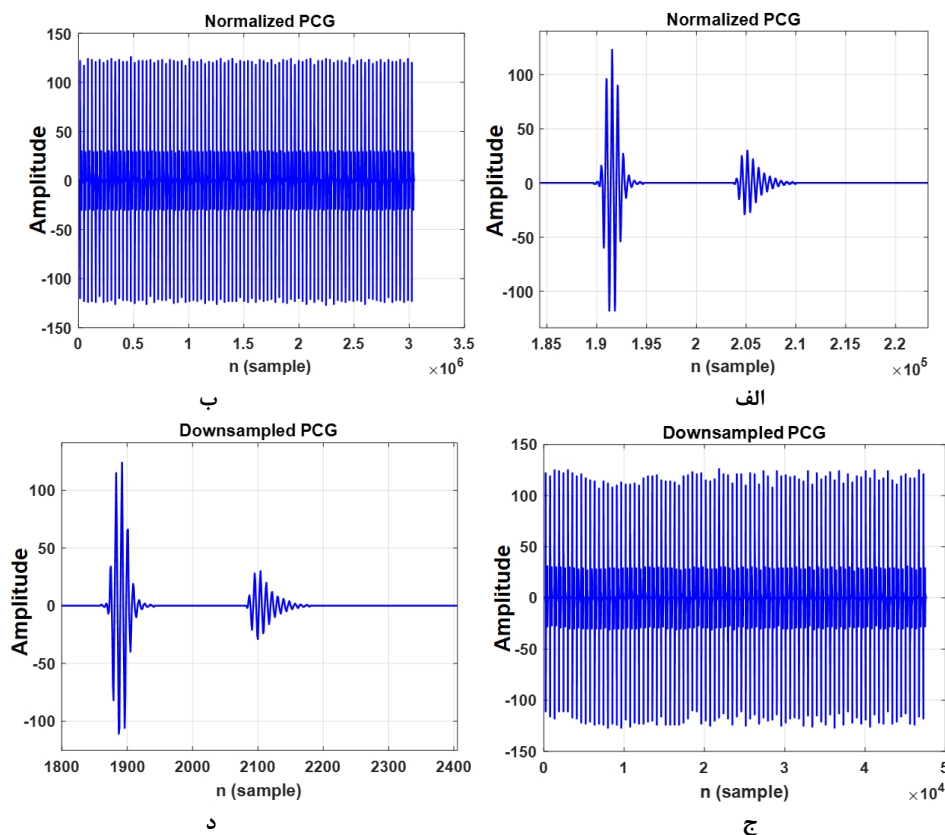 Normalized PCG
150
100
50
0
-50
-100
-150
Amplitude
0 0.5 1 1.5 2 2.5 3 3.5
n (sample) ×10^6
ب
Normalized PCG
100
50
0
-50
-100
Amplitude
1.85 1.9 1.95 2 2.05 2.1 2.15 2.2
n (sample) ×10^5
الف
Downsampled PCG
100
50
0
-50
-100
Amplitude
1800 1900 2000 2100 2200 2300 2400
n (sample)
د
Downsampled PCG
150
100
50
0
-50
-100
-150
Amplitude
0 1 2 3 4 5
n (sample) ×10^4
ج